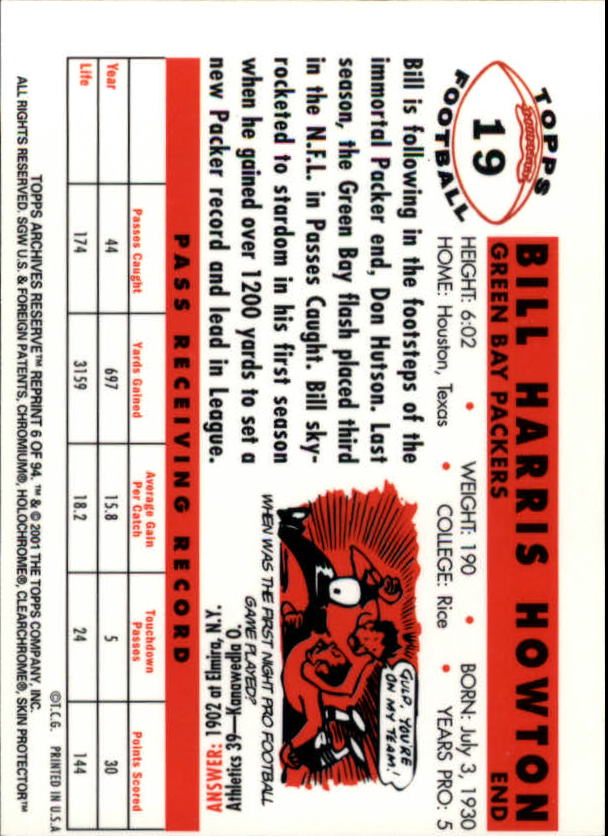 TOPPS
19
FOOTBALL
BILL HARRIS HOWTON
GREEN BAY PACKERS END
HEIGHT: 6:02 • WEIGHT: 190 • BORN: July 3, 1930
HOME: Houston, Texas • COLLEGE: Rice • YEARS PRO: 5
Bill is following in the footsteps of the
immortal Packer end, Don Hutson. Last
season, the Green Bay flash placed third
in the N.F.L. in Passes Caught. Bill sky-
rocketed to stardom in his first season
when he gained over 1200 yards to set a
new Packer record and lead in League.
GULP, YOU'RE
ON MY TEAM!
WHEN WAS THE FIRST NIGHT PRO FOOTBALL
GAME PLAYED?
ANSWER: 1902 at Elmira, N.Y.
Athletics 39—Kanaweola O.
PASS RECEIVING RECORD
Year Passes Caught Yards Gained Average Gain Per Catch Touchdown Passes Points Scored
Year 44 697 15.8 5 30
Life 174 3159 18.2 24 144
©T.C.G. PRINTED IN U.S.A
TOPPS ARCHIVES RESERVE™ REPRINT 6 OF 94. ™ & © 2001 THE TOPPS COMPANY, INC.
ALL RIGHTS RESERVED. SGW U.S. & FOREIGN PATENTS, CHROMIUM®, HOLOCHROME®, CLEARCHROME®, SKIN PROTECTOR™